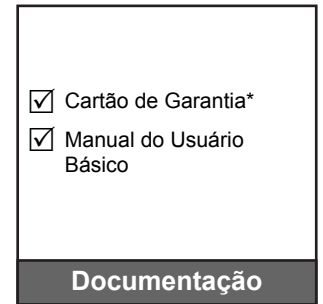 ☑ Cartão de Garantia*
☑ Manual do Usuário
Básico
Documentação